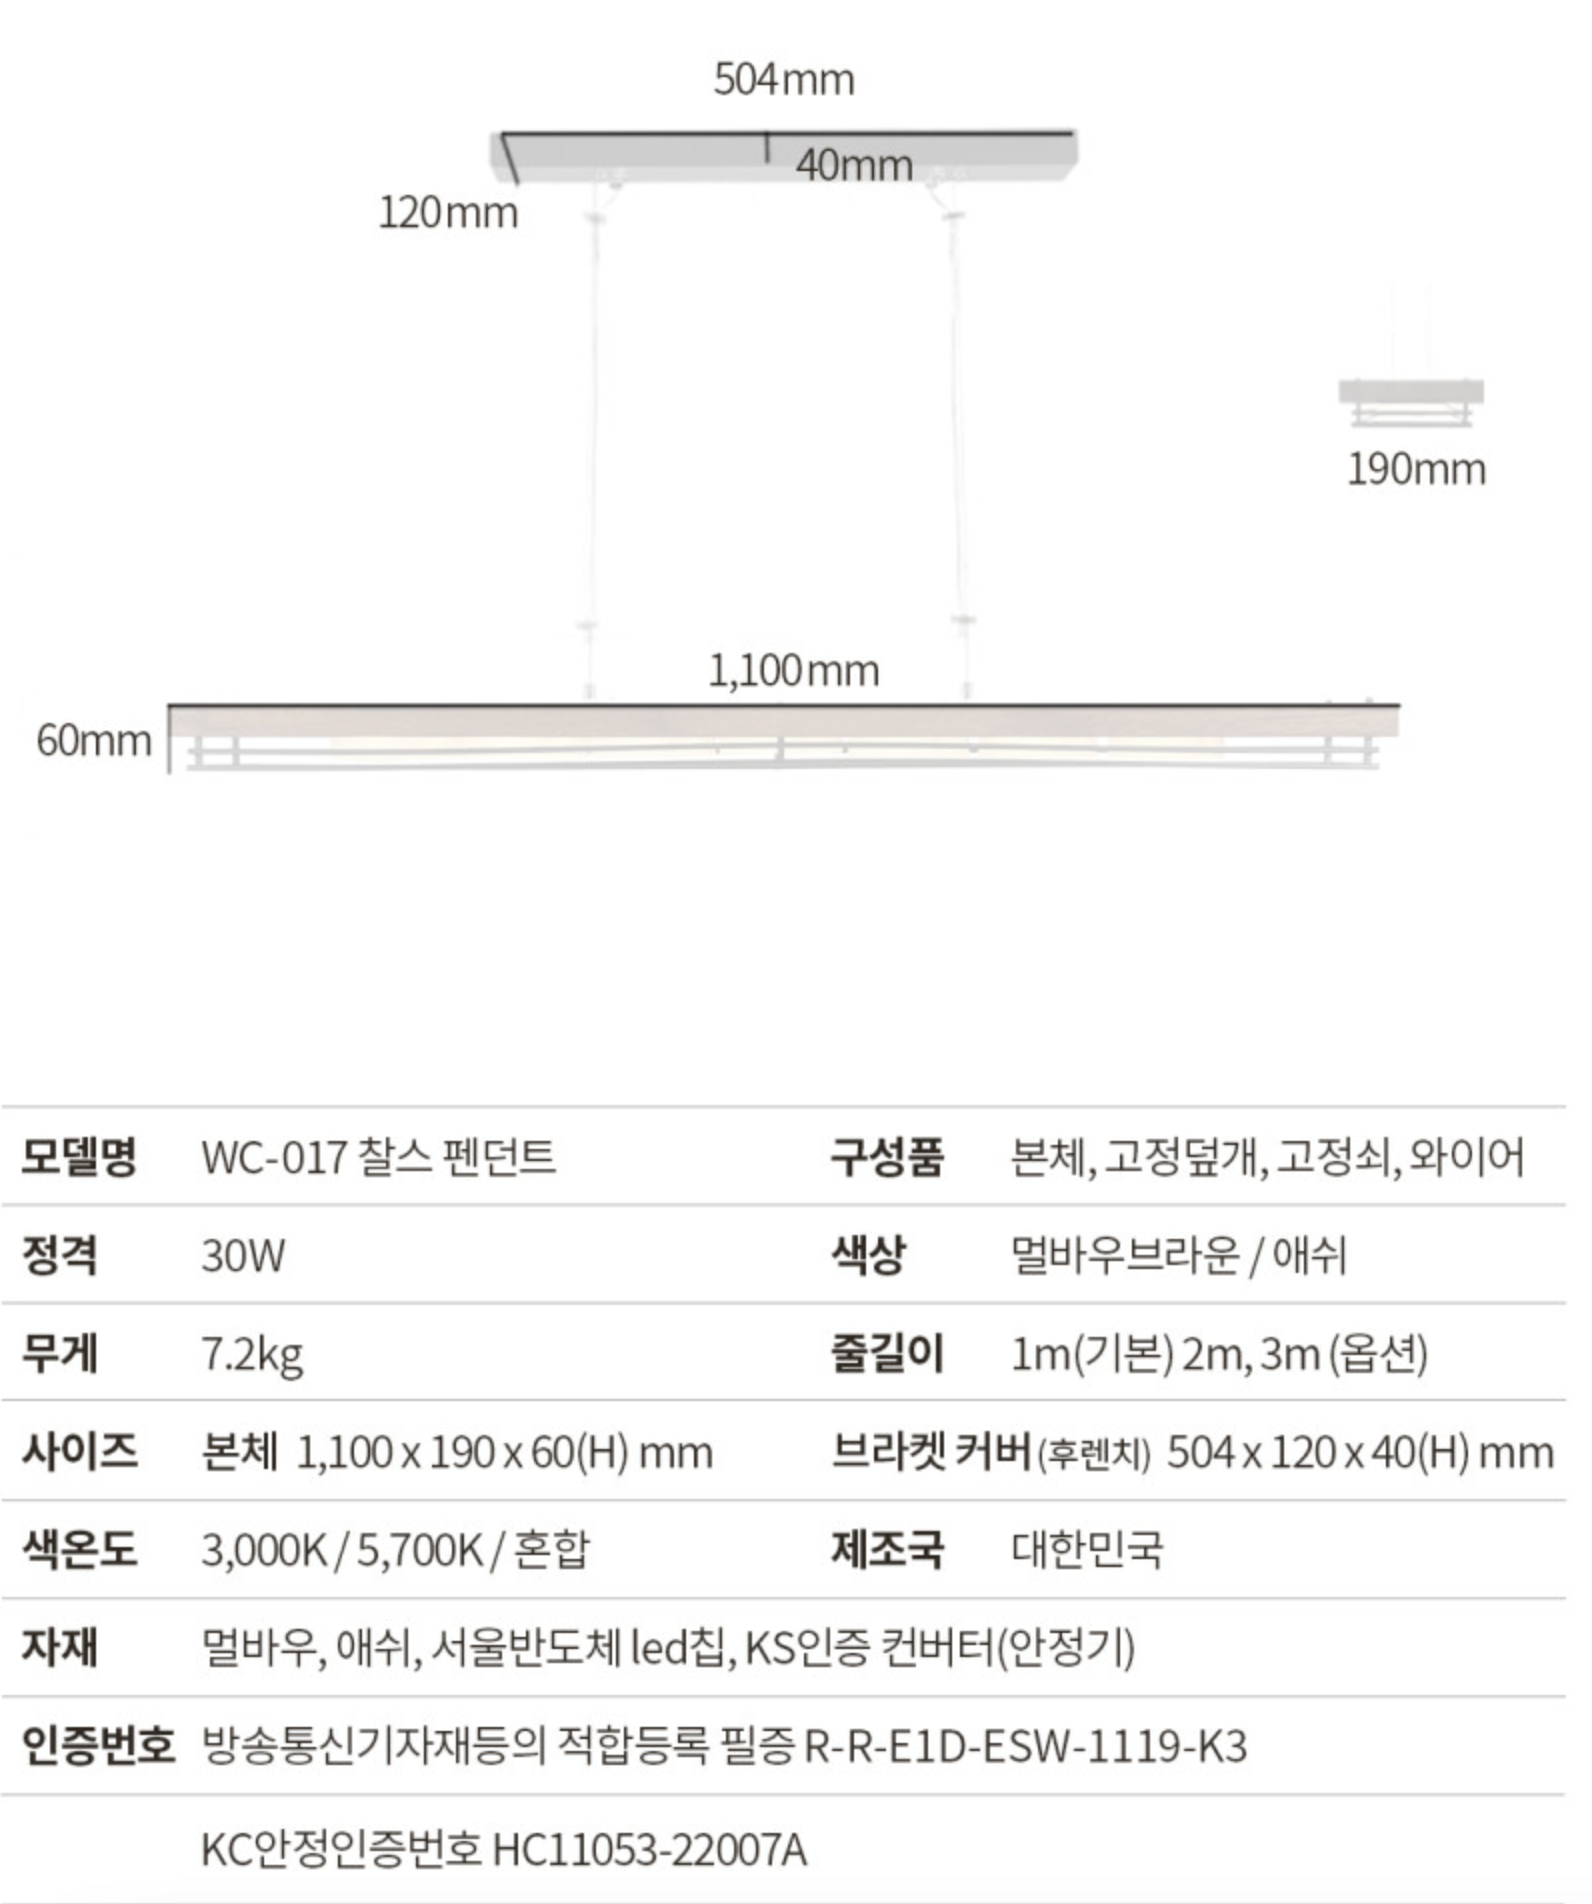 504mm
40mm
120mm
190mm
1,100mm
60mm
모델명 WC-017 찰스 펜던트 구성품 본체, 고정덮개, 고정쇠, 와이어
정격 30W 색상 멀바우브라운 / 애쉬
무게 7.2kg 줄길이 1m(기본) 2m, 3m (옵션)
사이즈 본체 1,100 x 190 x 60(H) mm 브라켓 커버 (후렌치) 504 x 120 x 40(H) mm
색온도 3,000K / 5,700K / 혼합 제조국 대한민국
자재 멀바우, 애쉬, 서울반도체 led칩, KS인증 컨버터(안정기)
인증번호 방송통신기자재등의 적합등록 필증 R-R-E1D-ESW-1119-K3
KC안정인증번호 HC11053-22007A